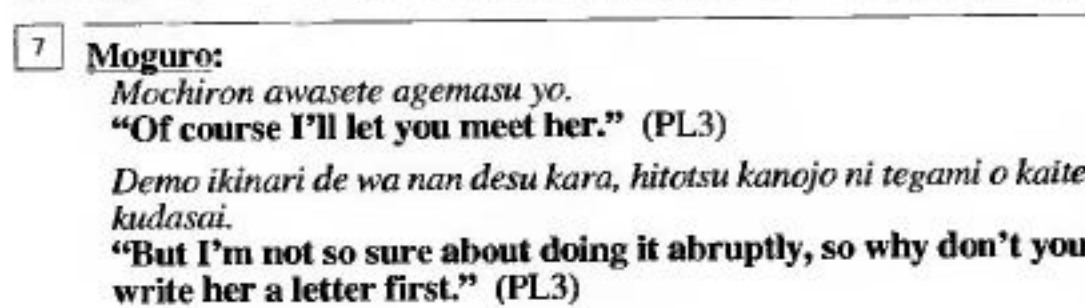 7 Moguro:
Mochiron awasete agemasu yo.
“Of course I’ll let you meet her.” (PL3)
Demo ikinari de wa nan desu kara, hitotsu kanojo ni tegami o kaite
kudasai.
“But I’m not so sure about doing it abruptly, so why don’t you
write her a letter first.” (PL3)